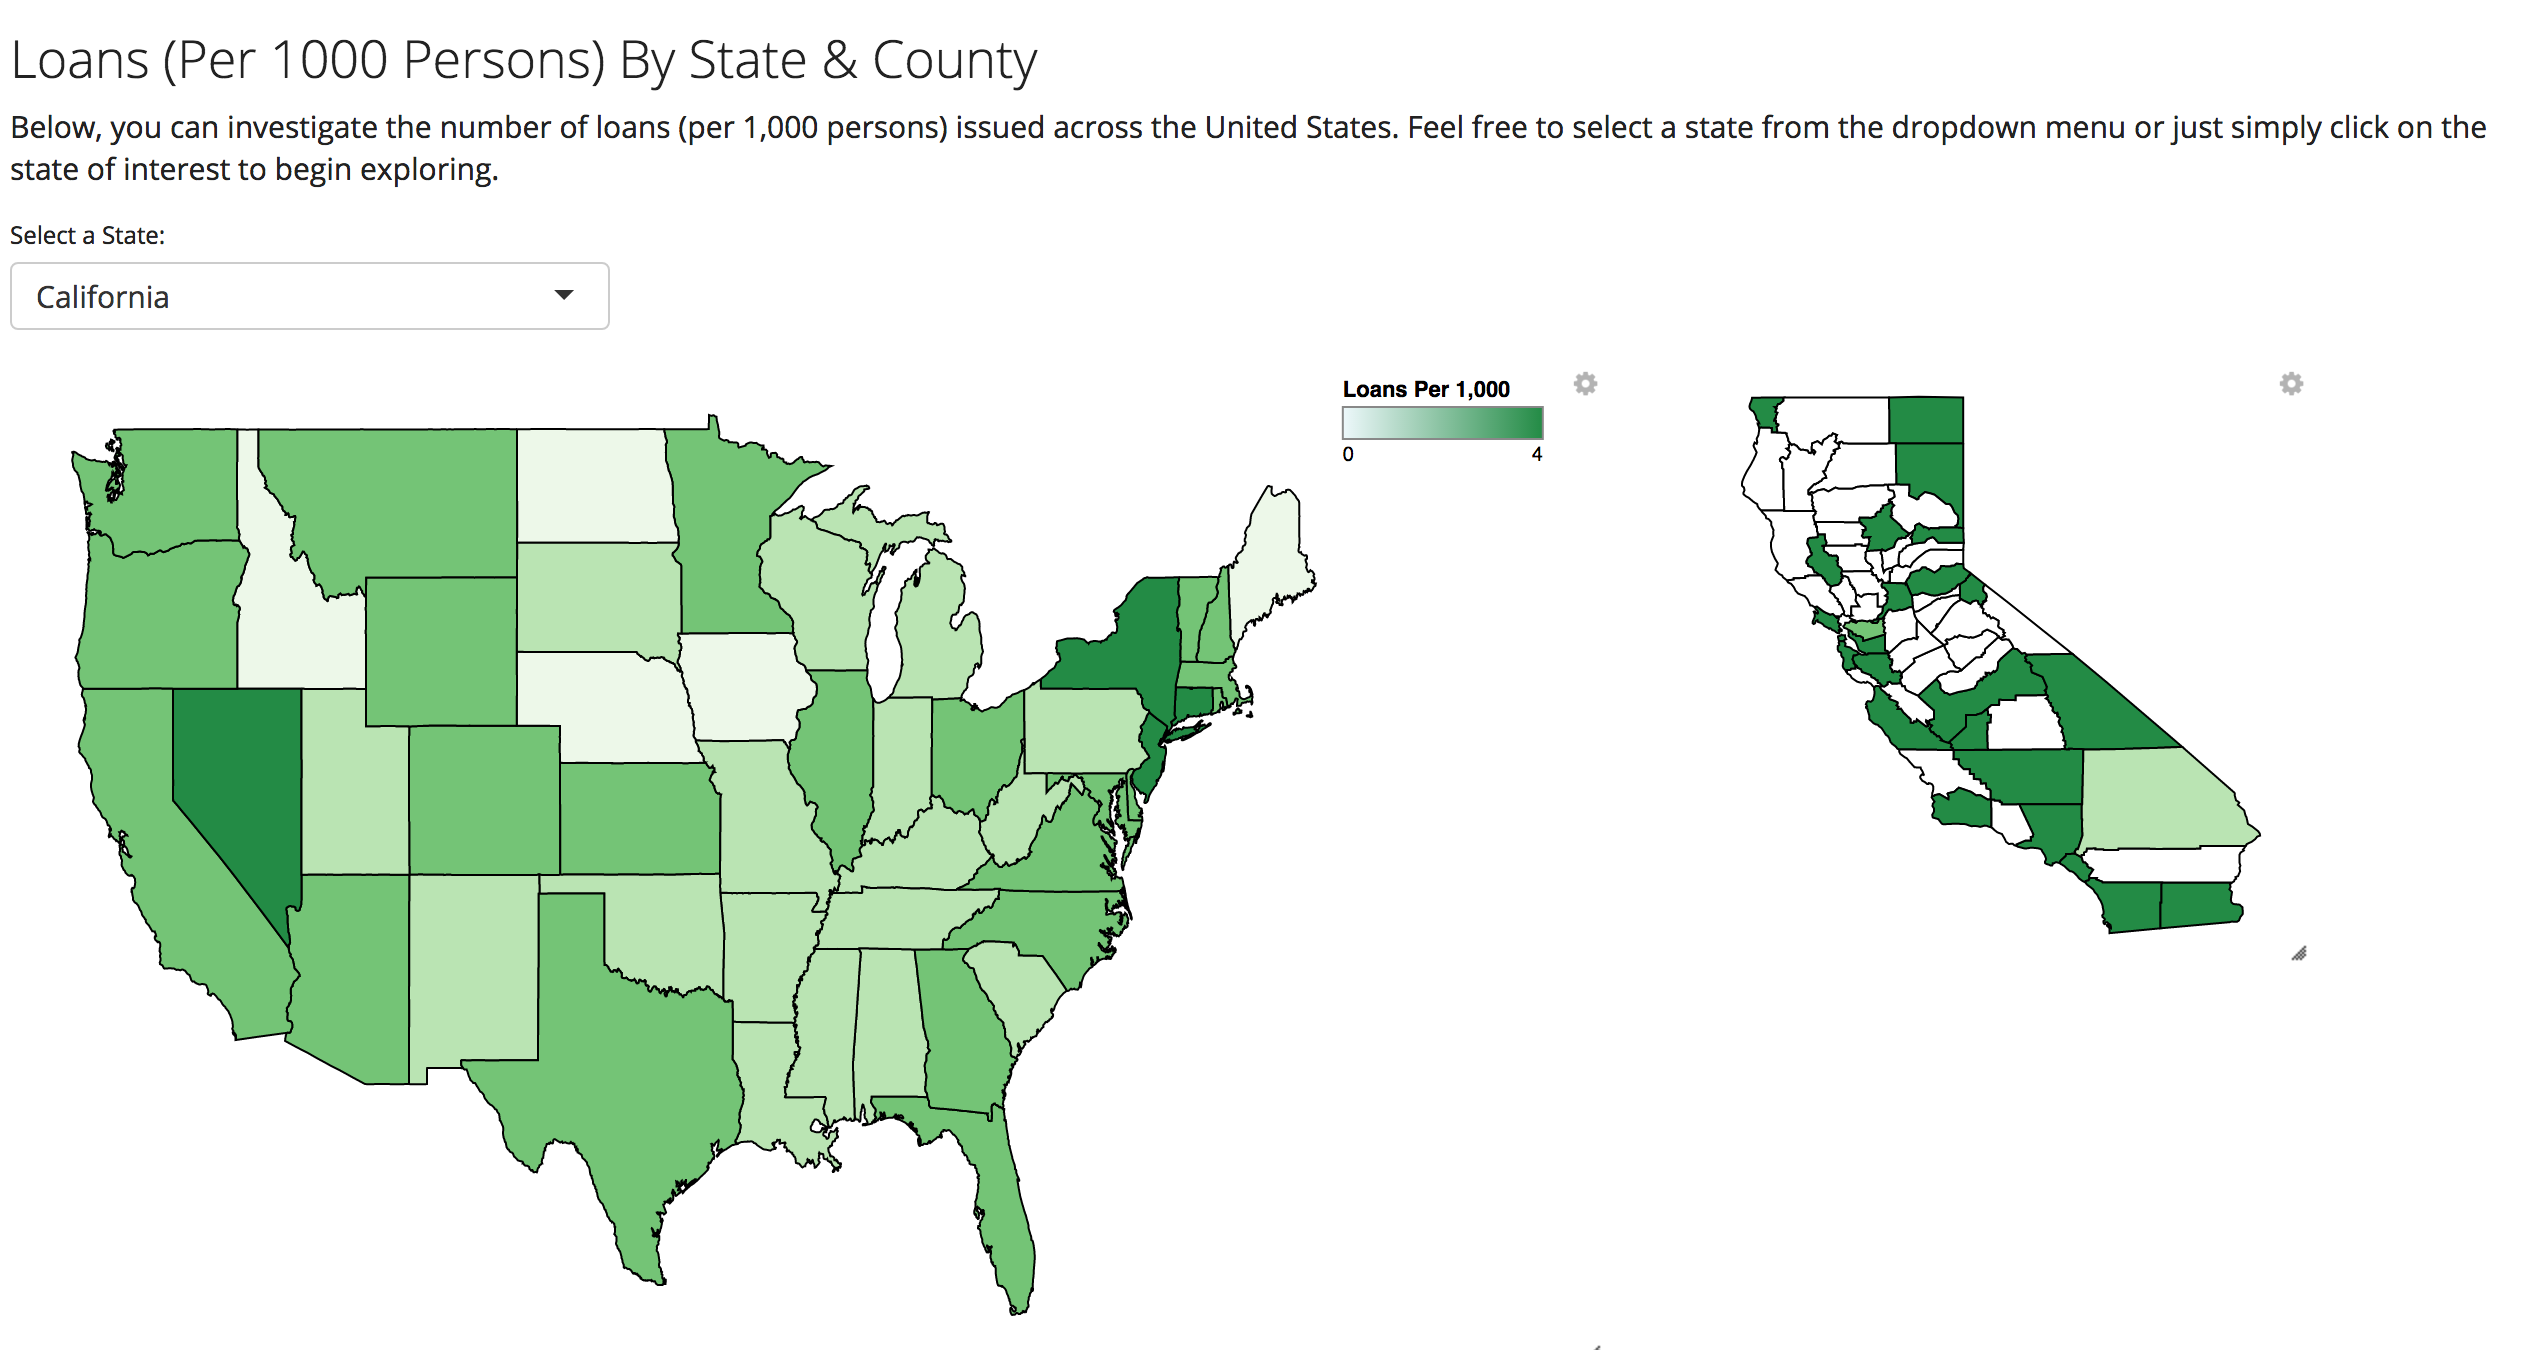 Loans (Per 1000 Persons) By State & County
Below, you can investigate the number of loans (per 1,000 persons) issued across the United States. Feel free to select a state from the dropdown menu or just simply click on the
state of interest to begin exploring.
Select a State:
California
Loans Per 1,000
0 4